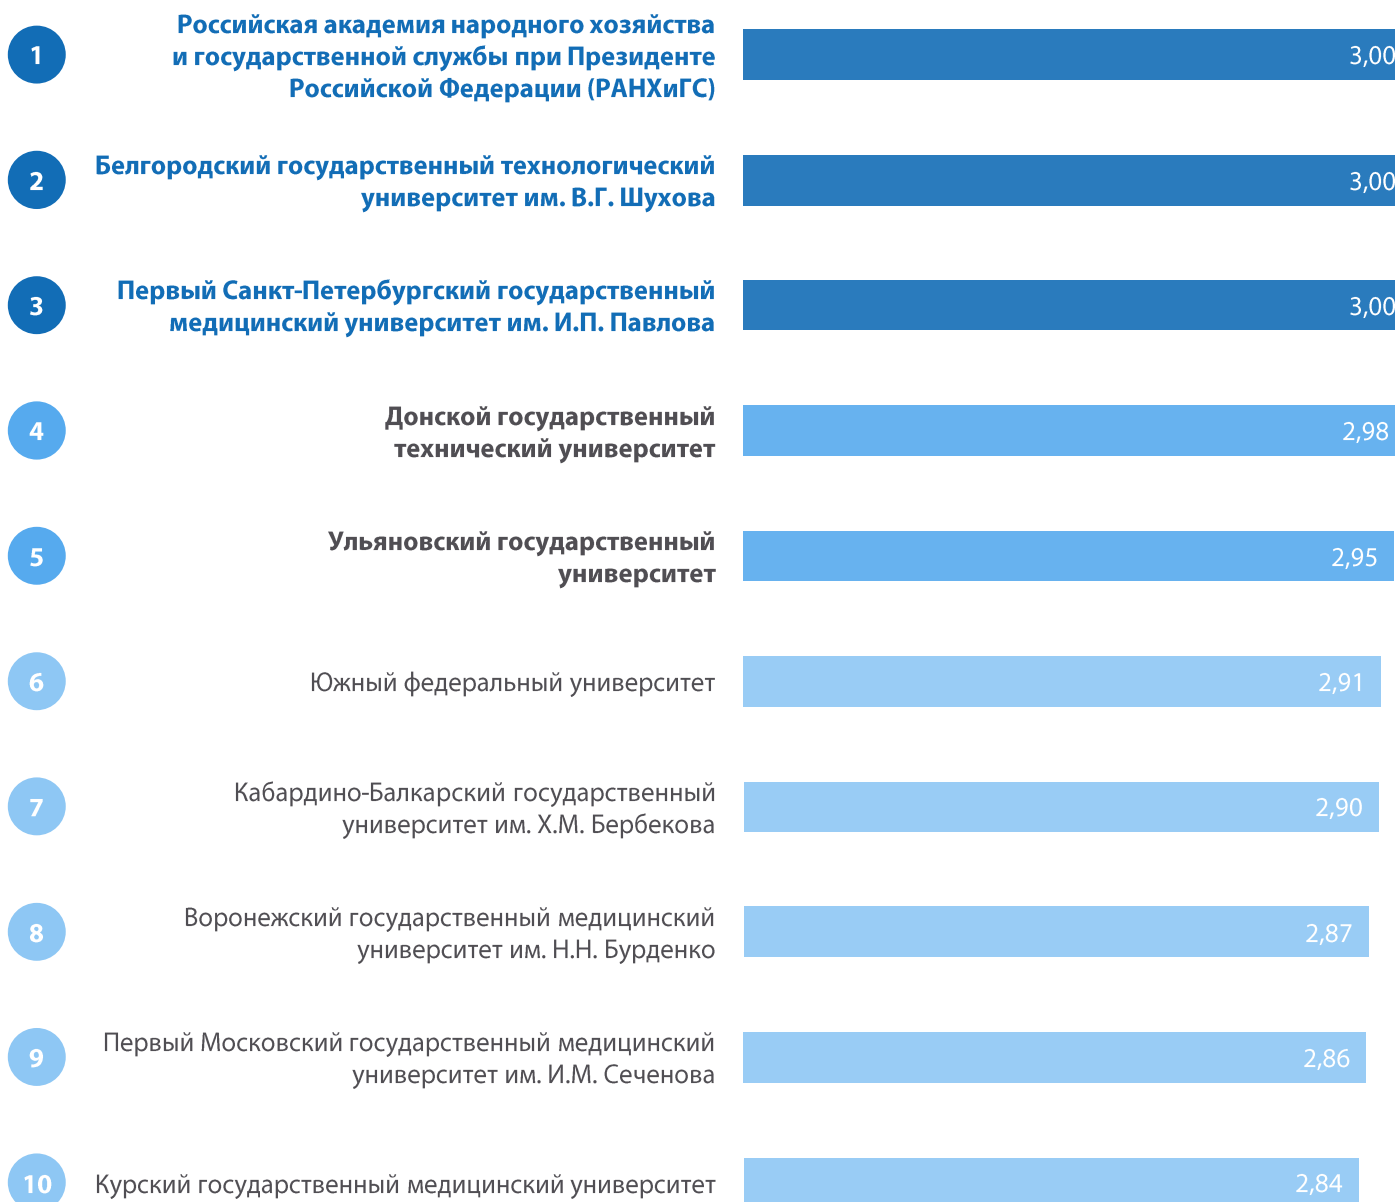 1
Российская академия народного хозяйства
и государственной службы при Президенте
Российской Федерации (РАНХиГС)
3,00
2
Белгородский государственный технологический
университет им. В.Г. Шухова
3,00
3
Первый Санкт-Петербургский государственный
медицинский университет им. И.П. Павлова
3,00
4
Донской государственный
технический университет
2,98
5
Ульяновский государственный
университет
2,95
6
Южный федеральный университет
2,91
7
Кабардино-Балкарский государственный
университет им. Х.М. Бербекова
2,90
8
Воронежский государственный медицинский
университет им. Н.Н. Бурденко
2,87
9
Первый Московский государственный медицинский
университет им. И.М. Сеченова
2,86
10
Курский государственный медицинский университет
2,84